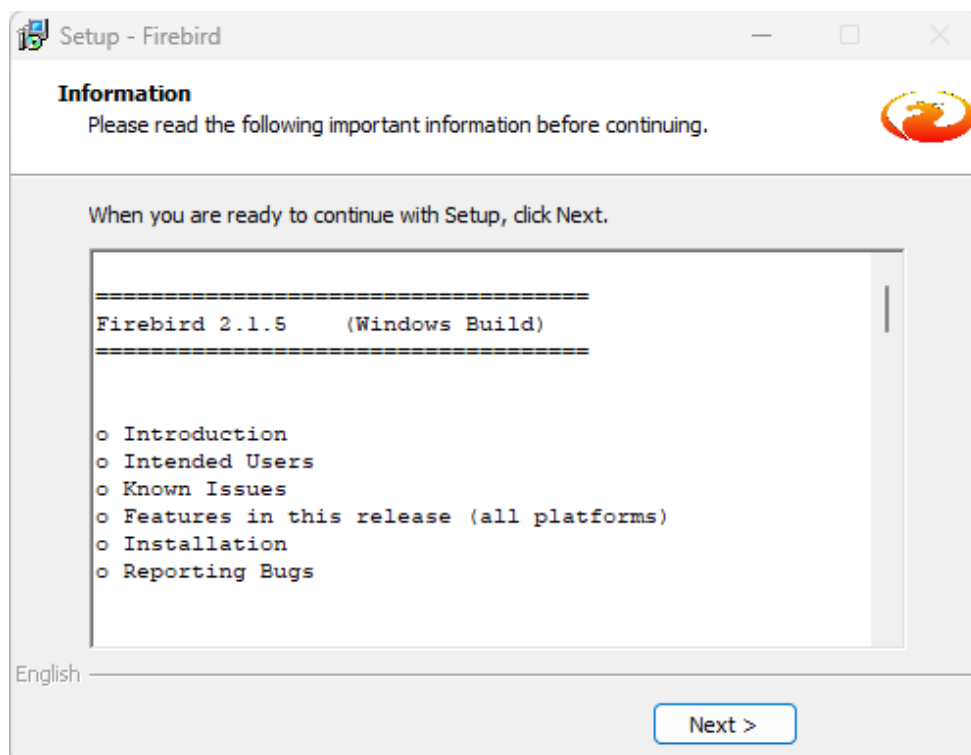 Setup - Firebird
Information
Please read the following important information before continuing.
When you are ready to continue with Setup, click Next.
====================================
Firebird 2.1.5    (Windows Build)
====================================
o Introduction
o Intended Users
o Known Issues
o Features in this release (all platforms)
o Installation
o Reporting Bugs
English
Next >